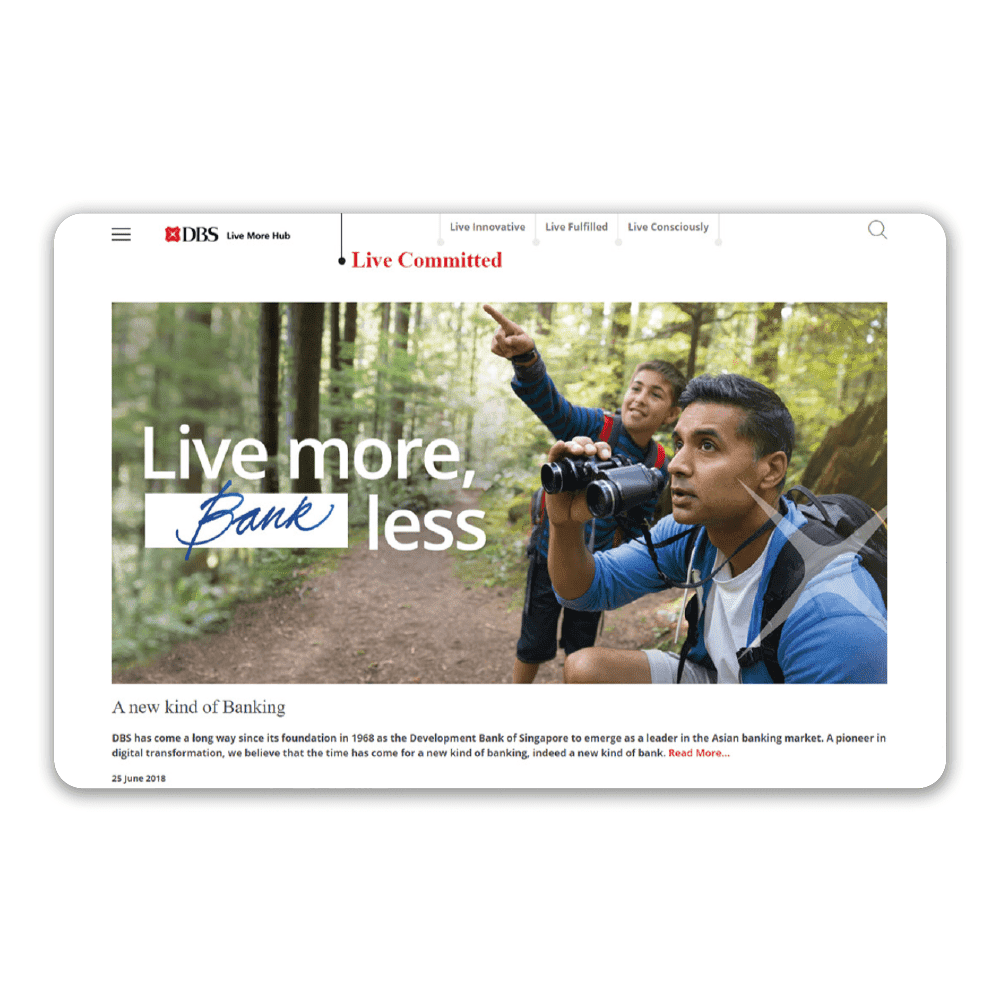 DBS Live More Hub
Live Innovative
Live Fulfilled
Live Consciously
Live Committed
Live more,
Bank less
A new kind of Banking
DBS has come a long way since its foundation in 1968 as the Development Bank of Singapore to emerge as a leader in the Asian banking market. A pioneer in
digital transformation, we believe that the time has come for a new kind of banking, indeed a new kind of bank. Read More...
25 June 2018